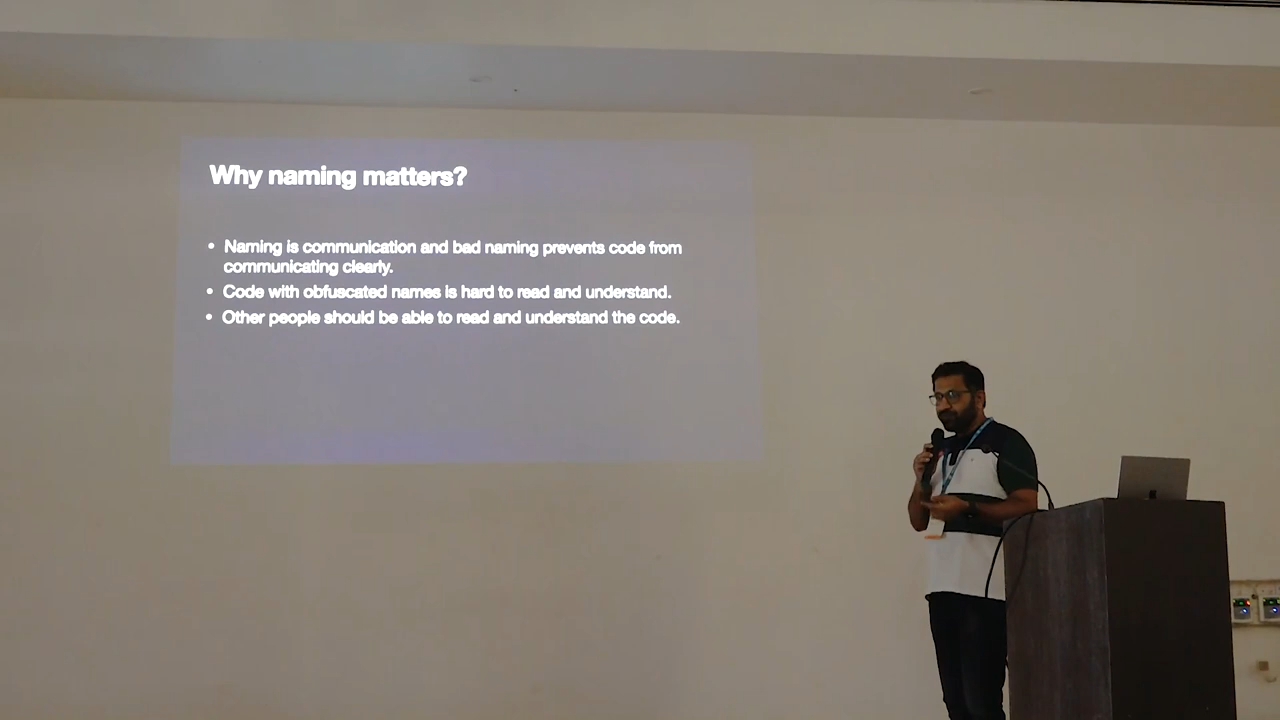 Why naming matters?
• Naming is communication and bad naming prevents code from
communicating clearly.
• Code with obfuscated names is hard to read and understand.
• Other people should be able to read and understand the code.